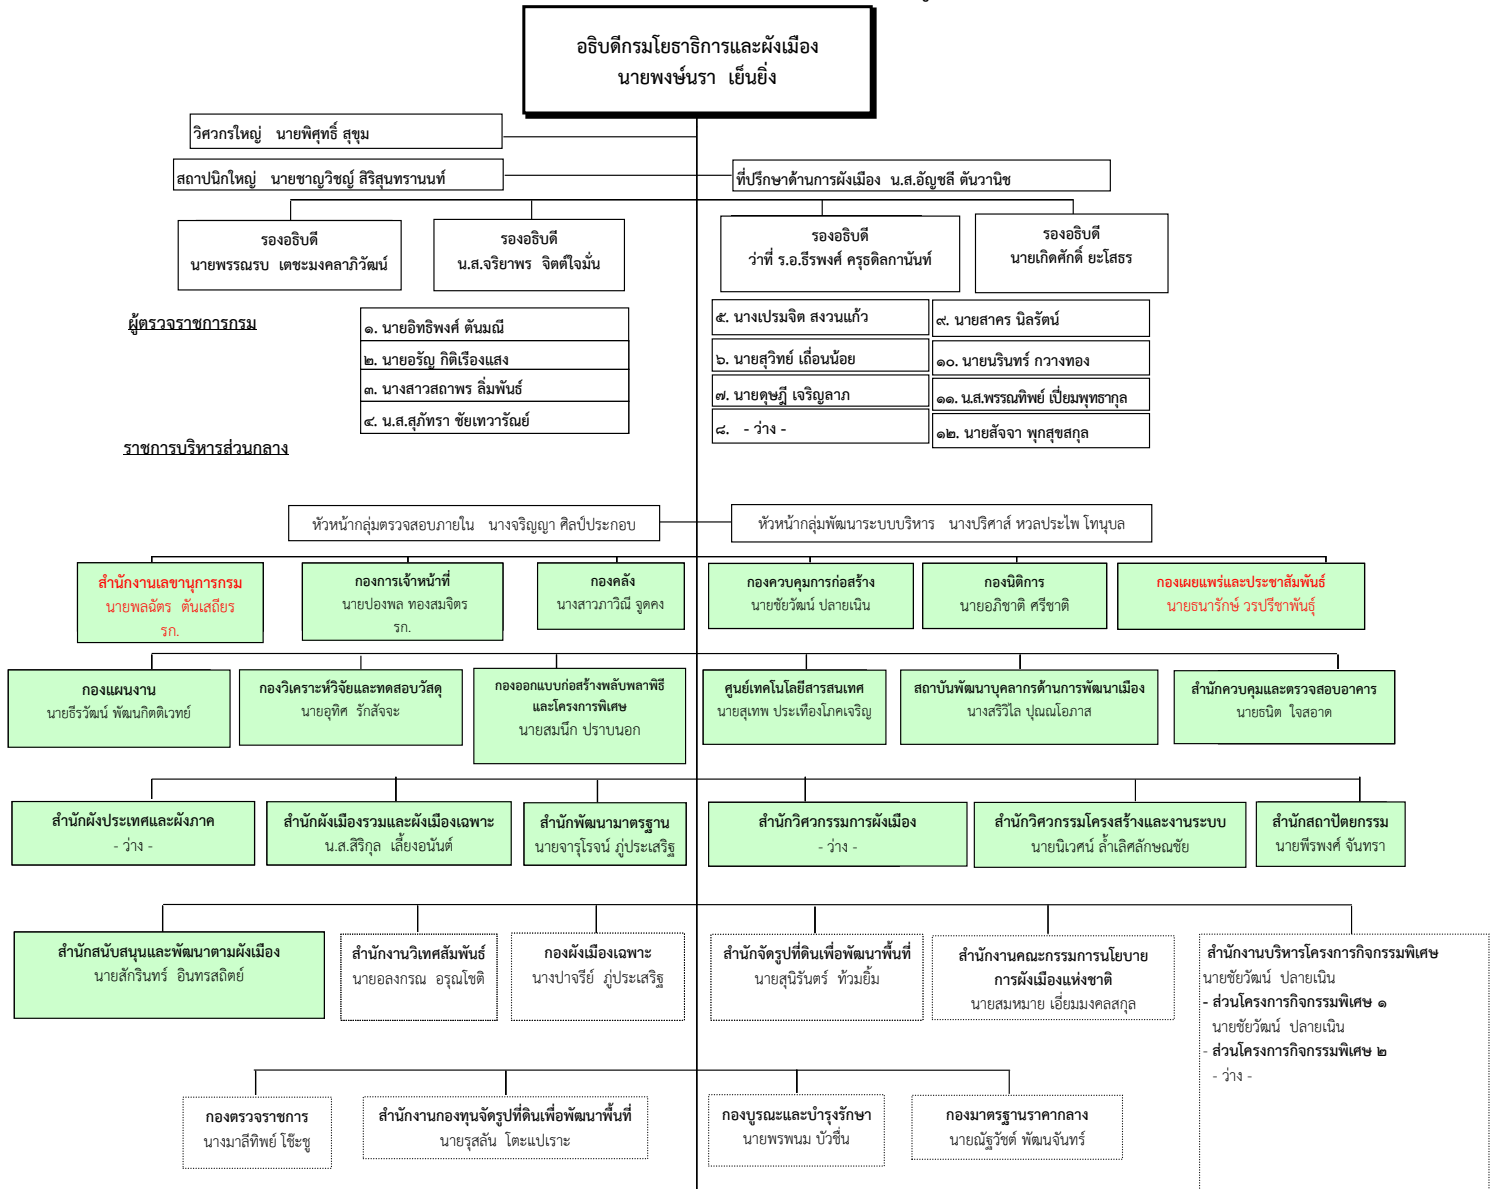 อธิบดีกรมโยธาธิการและผังเมือง
นายพงษ์นรา เย็นยิ่ง
วิศวกรใหญ่ นายพิศุทธิ์ สุขุม
สถาปนิกใหญ่ นายชาญวิชญ์ สิริสุนทรานนท์
ที่ปรึกษาด้านการผังเมือง น.ส.อัญชลี ตันวานิช
รองอธิบดี
นายพรรณรบ เตชะมงคลาภิวัฒน์
รองอธิบดี
น.ส.จริยาพร จิตต์ใจมั่น
รองอธิบดี
ว่าที่ ร.อ.ธีรพงศ์ ครุธดิลกานันท์
รองอธิบดี
นายเกิดศักดิ์ ยะโสธร
ผู้ตรวจราชการกรม
๑. นายอิทธิพงศ์ ตันมณี
๒. นายอรัญ กิติเรืองแสง
๓. นางสาวสถาพร ลิ่มพันธ์
๔. น.ส.สุภัทรา ชัยเทวารัณย์
๕. นางเปรมจิต สงวนแก้ว
๖. นายสุวิทย์ เถื่อนน้อย
๗. นายดุษฎี เจริญลาภ
๘. - ว่าง -
๙. นายสาคร นิลรัตน์
๑๐. นายนรินทร์ กวางทอง
๑๑. น.ส.พรรณทิพย์ เปี่ยมพุทธากุล
๑๒. นายสัจจา พุกสุขสกุล
ราชการบริหารส่วนกลาง
หัวหน้ากลุ่มตรวจสอบภายใน นางจริญญา ศิลป์ประกอบ
หัวหน้ากลุ่มพัฒนาระบบบริหาร นางปริศาส์ หวลประไพ โทนุบล
สำนักงานเลขานุการกรม
นายพลฉัตร ตันเสถียร
รก.
กองการเจ้าหน้าที่
นายปองพล ทองสมจิตร
รก.
กองคลัง
นางสาวภาวิณี จูดคง
กองควบคุมการก่อสร้าง
นายชัยวัฒน์ ปลายเนิน
กองนิติการ
นายอภิชาติ ศรีชาติ
กองเผยแพร่และประชาสัมพันธ์
นายธนารักษ์ วรปรีชาพันธุ์
กองแผนงาน
นายธีรวัฒน์ พัฒนกิตติเวทย์
กองวิเคราะห์วิจัยและทดสอบวัสดุ
นายอุทิศ รักสัจจะ
กองออกแบบก่อสร้างพลับพลาพิธี
และโครงการพิเศษ
นายสมนึก ปราบนอก
ศูนย์เทคโนโลยีสารสนเทศ
นายสุเทพ ประเทืองโภคเจริญ
สถาบันพัฒนาบุคลากรด้านการพัฒนาเมือง
นางสริวิไล ปุณณโอภาส
สำนักควบคุมและตรวจสอบอาคาร
นายธนิต ใจสอาด
สำนักผังประเทศและผังภาค
- ว่าง -
สำนักผังเมืองรวมและผังเมืองเฉพาะ
น.ส.สิริกุล เลี้ยงอนันต์
สำนักพัฒนามาตรฐาน
นายจารุโรจน์ ภู่ประเสริฐ
สำนักวิศวกรรมการผังเมือง
- ว่าง -
สำนักวิศวกรรมโครงสร้างและงานระบบ
นายนิเวศน์ ล้ำเลิศลักษณชัย
สำนักสถาปัตยกรรม
นายพีรพงศ์ จันทรา
สำนักสนับสนุนและพัฒนาตามผังเมือง
นายสักรินทร์ อินทรสถิตย์
สำนักงานวิเทศสัมพันธ์
นายอลงกรณ อรุณโชติ
กองผังเมืองเฉพาะ
นางปาจรีย์ ภู่ประเสริฐ
สำนักจัดรูปที่ดินเพื่อพัฒนาพื้นที่
นายสุนิรันตร์ ท้วมยิ้ม
สำนักงานคณะกรรมการนโยบาย
การผังเมืองแห่งชาติ
นายสมหมาย เอี่ยมมงคลสกุล
สำนักงานบริหารโครงการกิจกรรมพิเศษ
นายชัยวัฒน์ ปลายเนิน
- ส่วนโครงการกิจกรรมพิเศษ ๑
นายชัยวัฒน์ ปลายเนิน
- ส่วนโครงการกิจกรรมพิเศษ ๒
- ว่าง -
กองตรวจราชการ
นางมาลีทิพย์ โช๊ะชู
สำนักงานกองทุนจัดรูปที่ดินเพื่อพัฒนาพื้นที่
นายรุสลัน โตะแปเราะ
กองบูรณะและบำรุงรักษา
นายพรพนม บัวชื่น
กองมาตรฐานราคากลาง
นายณัฐวัชต์ พัฒนจันทร์